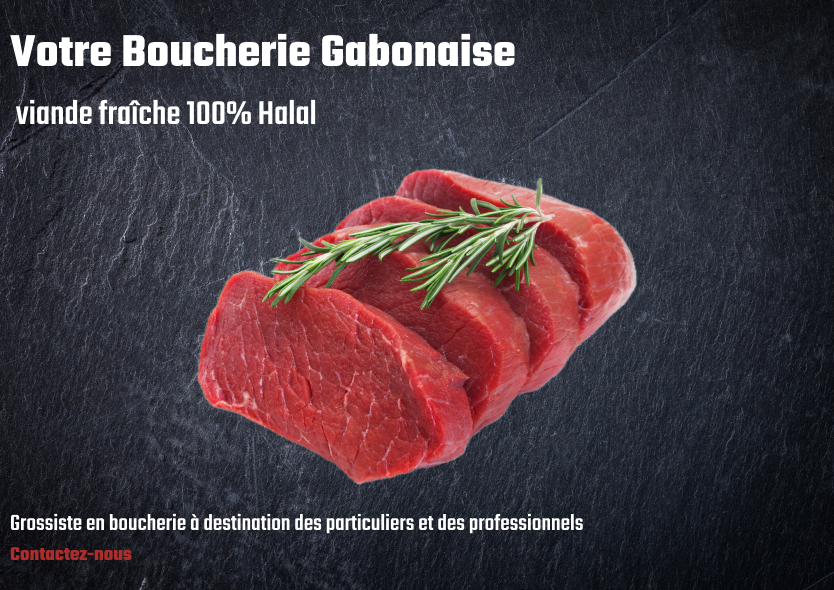 Votre Boucherie Gabonaise
viande fraîche 100% Halal
Grossiste en boucherie à destination des particuliers et des professionnels
Contactez-nous